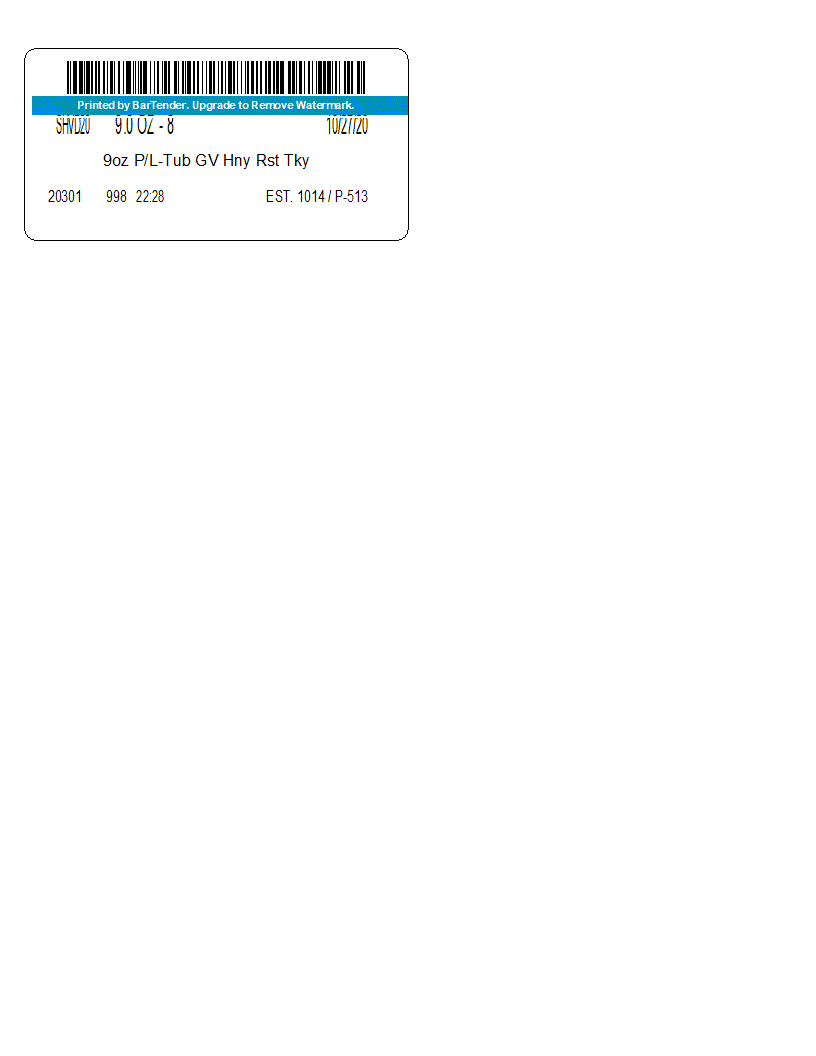 Printed by BarTender. Upgrade to Remove Watermark.
SHVD20 9.0 OZ - 8 10/27/20
9oz P/L-Tub GV Hny Rst Tky
20301 998 22:28 EST. 1014 / P-513